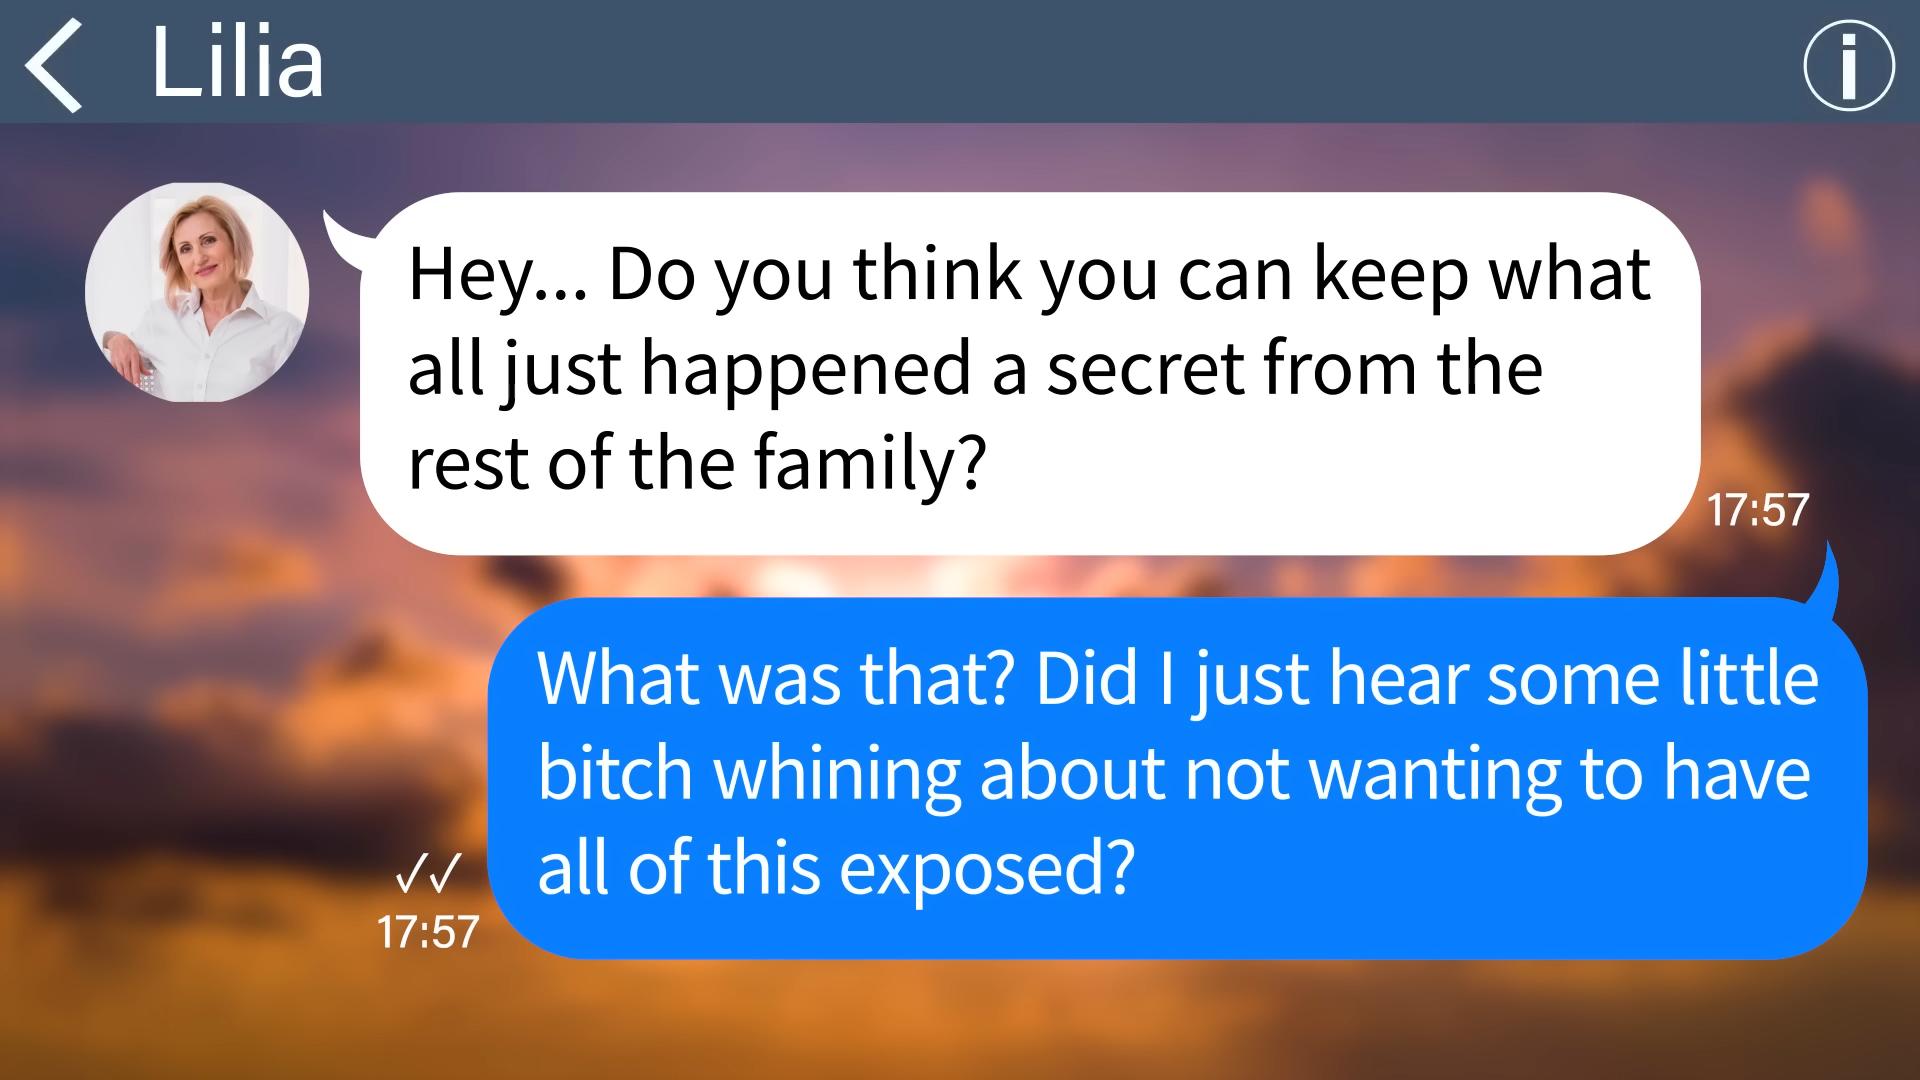 Lilia
Hey... Do you think you can keep what
all just happened a secret from the
rest of the family?
17:57
What was that? Did I just hear some little
bitch whining about not wanting to have
all of this exposed?
✓✓
17:57